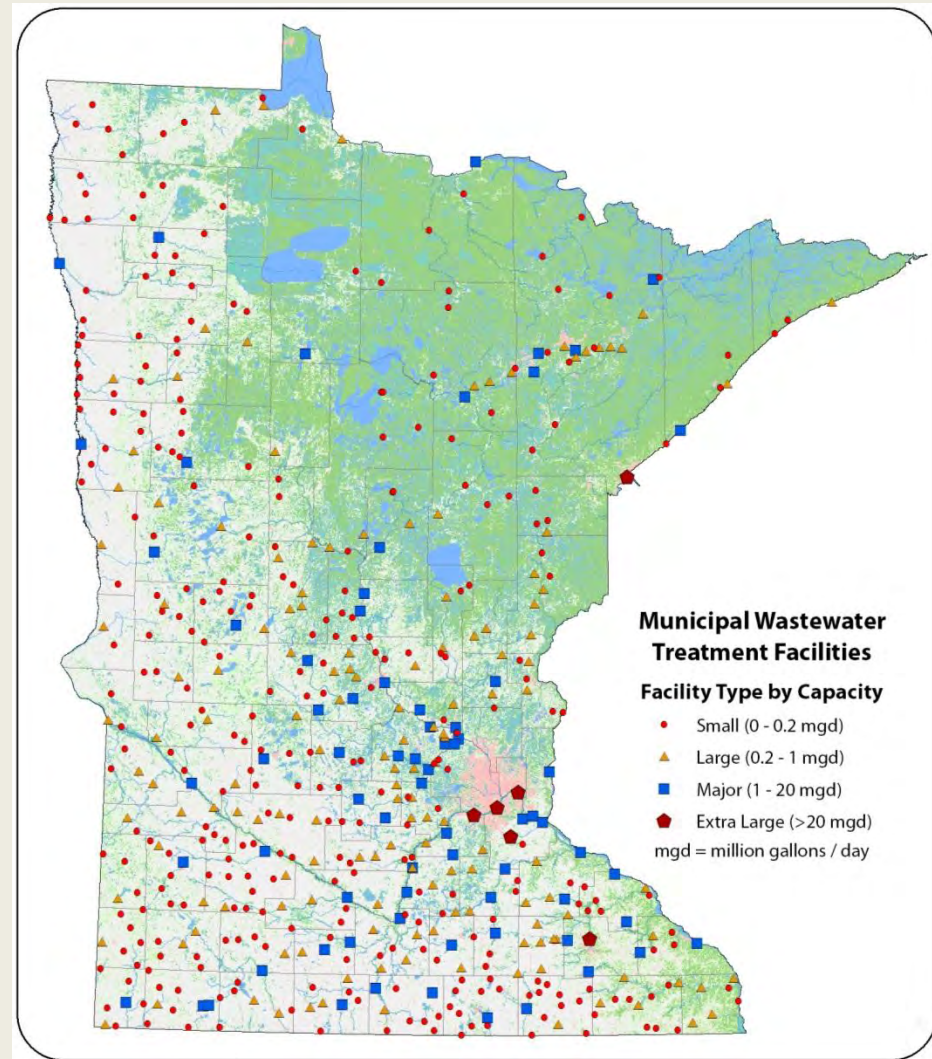 Municipal Wastewater
Treatment Facilities
Facility Type by Capacity
Small (0 - 0.2 mgd)
Large (0.2 - 1 mgd)
Major (1 - 20 mgd)
Extra Large (>20 mgd)
mgd = million gallons / day